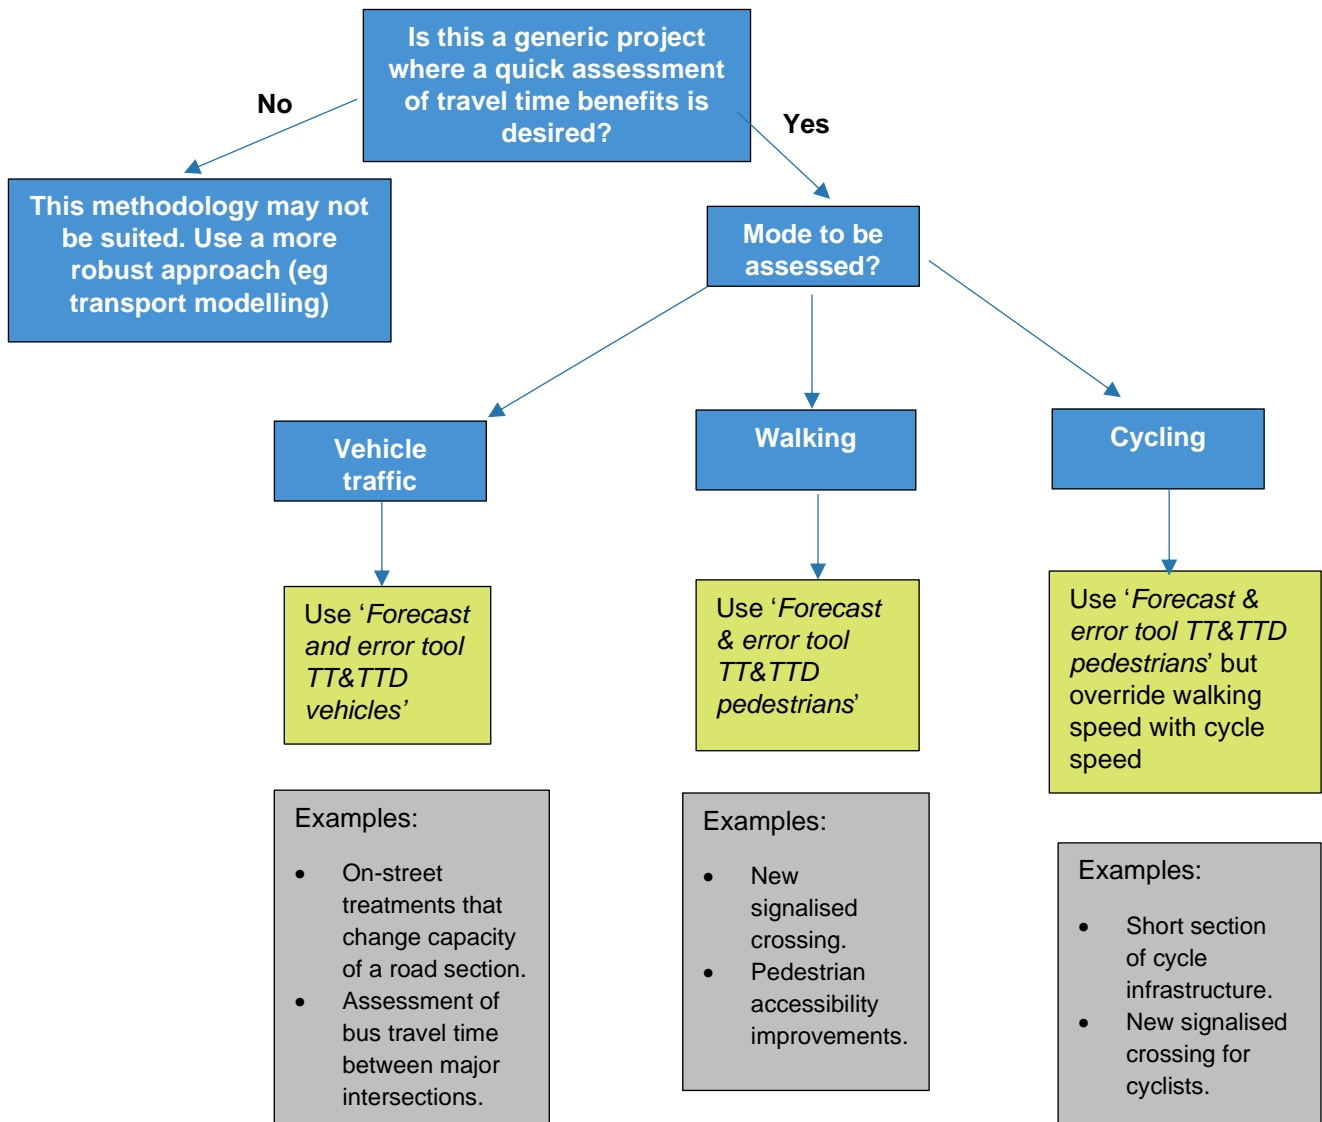 Is this a generic project
where a quick assessment
of travel time benefits is
desired?
No
Yes
This methodology may not
be suited. Use a more
robust approach (eg
transport modelling)
Mode to be
assessed?
Vehicle
traffic
Walking
Cycling
Use ‘Forecast
and error tool
TT&TTD
vehicles’
Use ‘Forecast
& error tool
TT&TTD
pedestrians’
Use ‘Forecast &
error tool TT&TTD
pedestrians’ but
override walking
speed with cycle
speed
Examples:
• On-street
treatments that
change capacity
of a road section.
• Assessment of
bus travel time
between major
intersections.
Examples:
• New
signalised
crossing.
• Pedestrian
accessibility
improvements.
Examples:
• Short section
of cycle
infrastructure.
• New signalised
crossing for
cyclists.